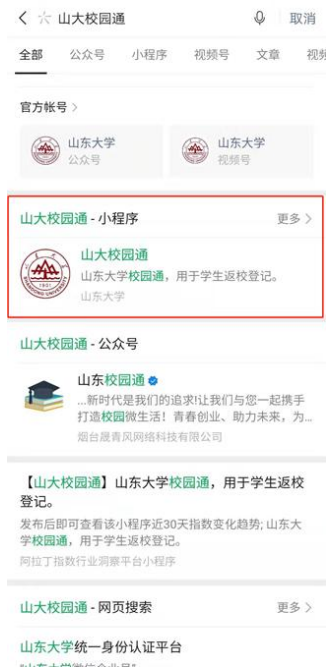 山大校园通
取消
全部 公众号 小程序 视频号 文章 视频
官方帐号
山东大学
公众号
山东大学
视频号
山大校园通 - 小程序
更多
山大校园通
山东大学校园通，用于学生返校登记。
山东大学
山大校园通 - 公众号
山东校园通
...新时代是我们的追求!让我们与您一起携手
打造校园微生活！青春创业、助力未来，为...
烟台晟青风网络科技有限公司
【山大校园通】山东大学校园通，用于学生返校
登记。
发布后即可查看该小程序近30天指数变化趋势; 山东大
学校园通，用于学生返校登记。
阿拉丁指数行业洞察平台小程序
山大校园通 - 网页搜索
更多
山东大学统一身份认证平台